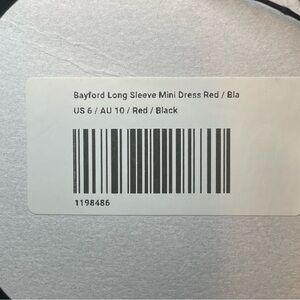 Bayford Long Sleeve Mini Dress Red / Bla
US 6 / AU 10 / Red / Black
1198486